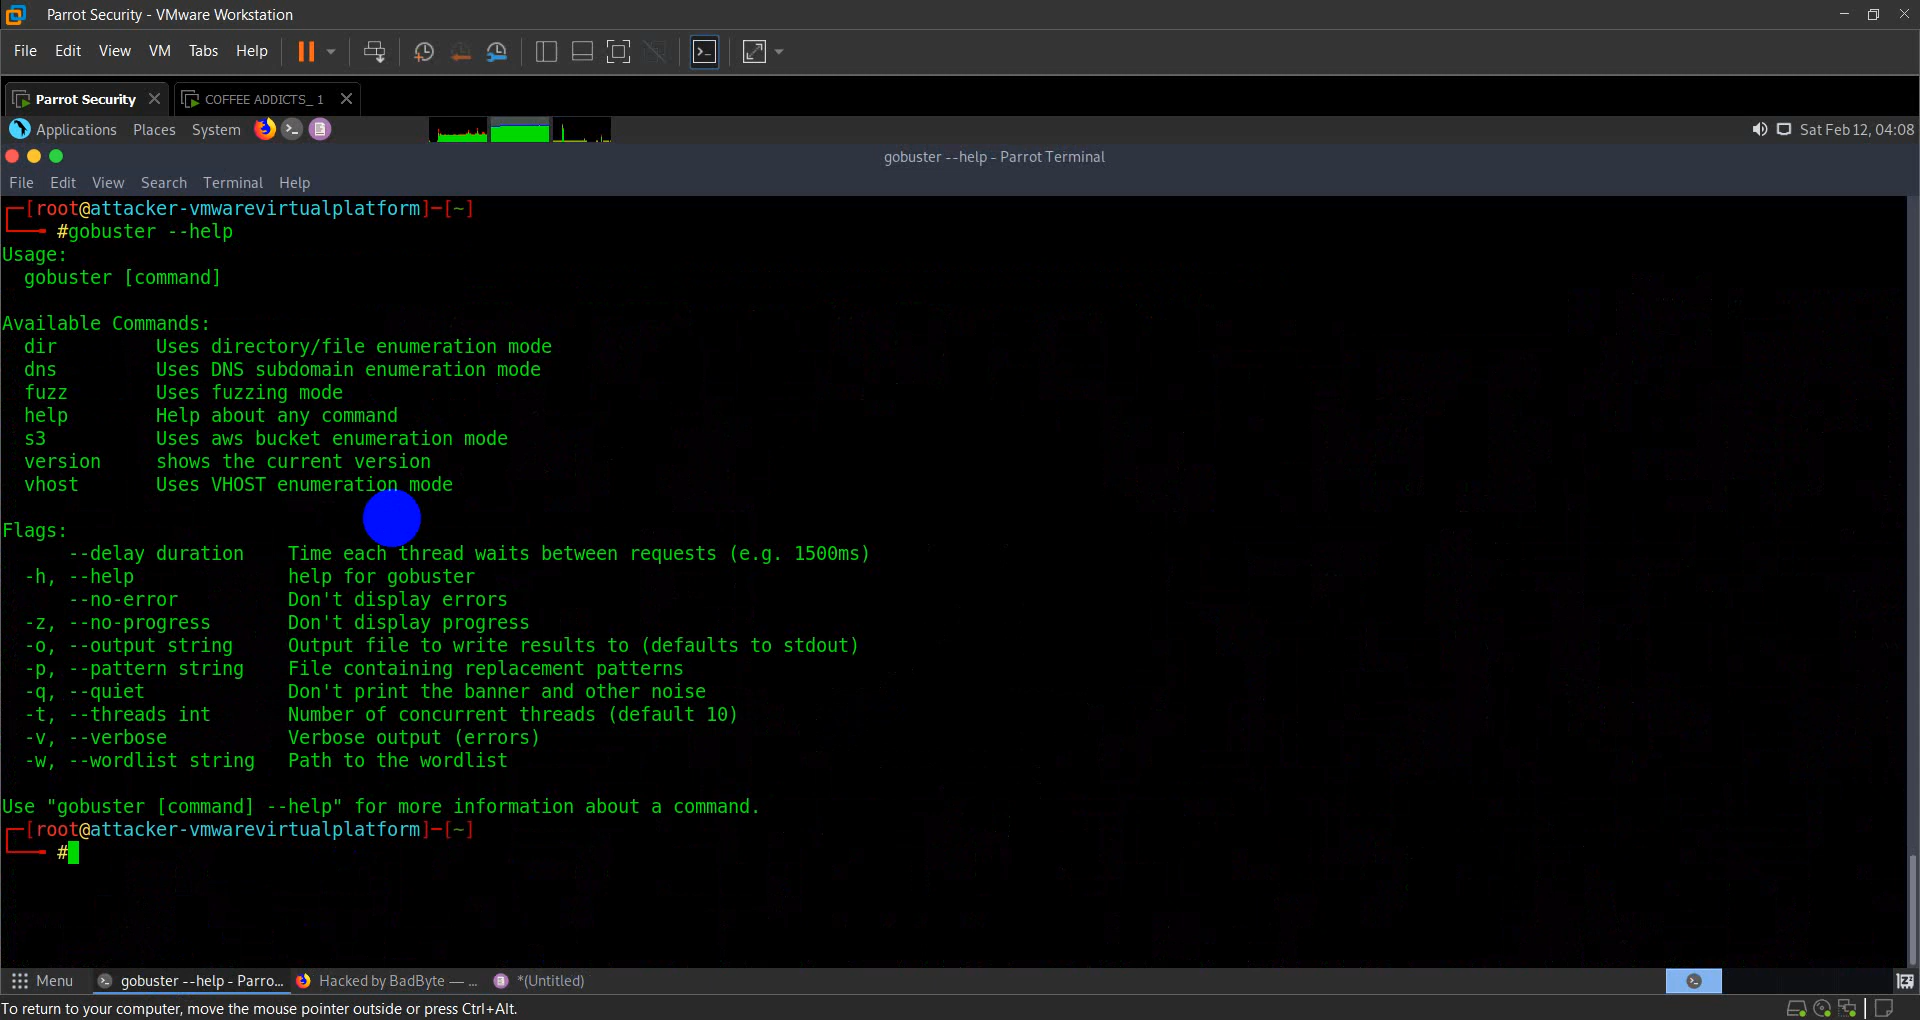 Parrot Security - VMware Workstation
File Edit View VM Tabs Help
Parrot Security COFFEE ADDICTS_ 1
Applications Places System Sat Feb 12, 04:08
gobuster --help - Parrot Terminal
File Edit View Search Terminal Help
[root@attacker-vmwarevirtualplatform]-[~]
#gobuster --help
Usage:
gobuster [command]
Available Commands:
dir Uses directory/file enumeration mode
dns Uses DNS subdomain enumeration mode
fuzz Uses fuzzing mode
help Help about any command
s3 Uses aws bucket enumeration mode
version shows the current version
vhost Uses VHOST enumeration mode
Flags:
--delay duration Time each thread waits between requests (e.g. 1500ms)
-h, --help help for gobuster
--no-error Don't display errors
-z, --no-progress Don't display progress
-o, --output string Output file to write results to (defaults to stdout)
-p, --pattern string File containing replacement patterns
-q, --quiet Don't print the banner and other noise
-t, --threads int Number of concurrent threads (default 10)
-v, --verbose Verbose output (errors)
-w, --wordlist string Path to the wordlist
Use "gobuster [command] --help" for more information about a command.
[root@attacker-vmwarevirtualplatform]-[~]
#
Menu gobuster --help - Parro... Hacked by BadByte — ... *(Untitled)
To return to your computer, move the mouse pointer outside or press Ctrl+Alt.